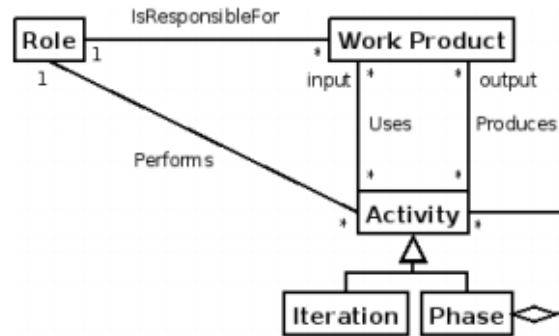 IsResponsibleFor
Role
Work Product
1
*
1
input
*
*
output
Uses
Produces
Performs
*
*
Activity
*
*
Iteration
Phase